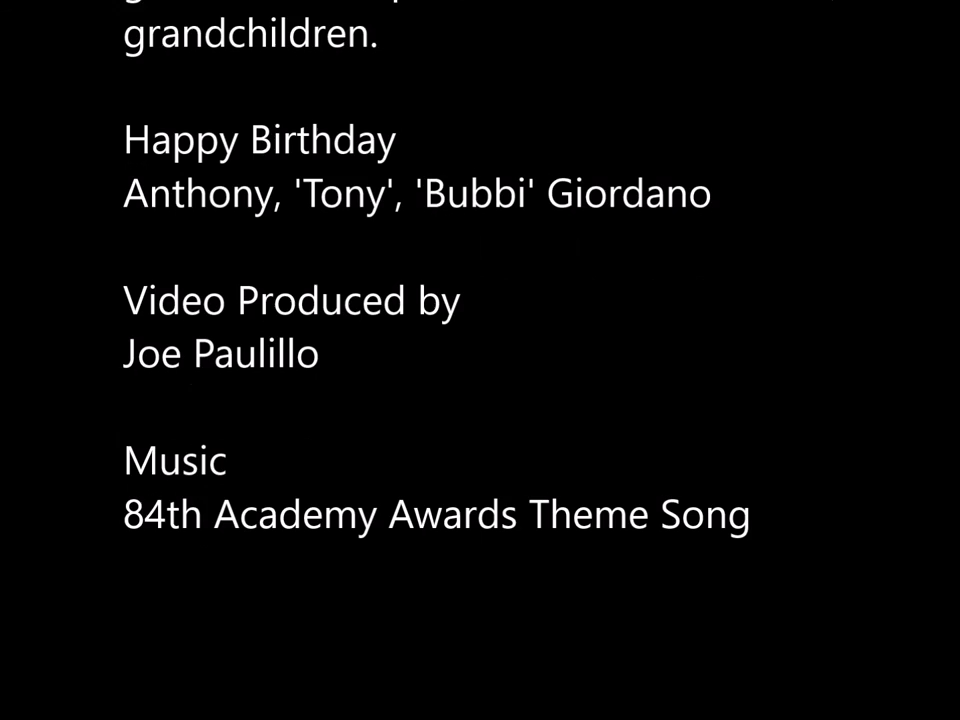 grandchildren.
Happy Birthday
Anthony, 'Tony', 'Bubbi' Giordano
Video Produced by
Joe Paulillo
Music
84th Academy Awards Theme Song